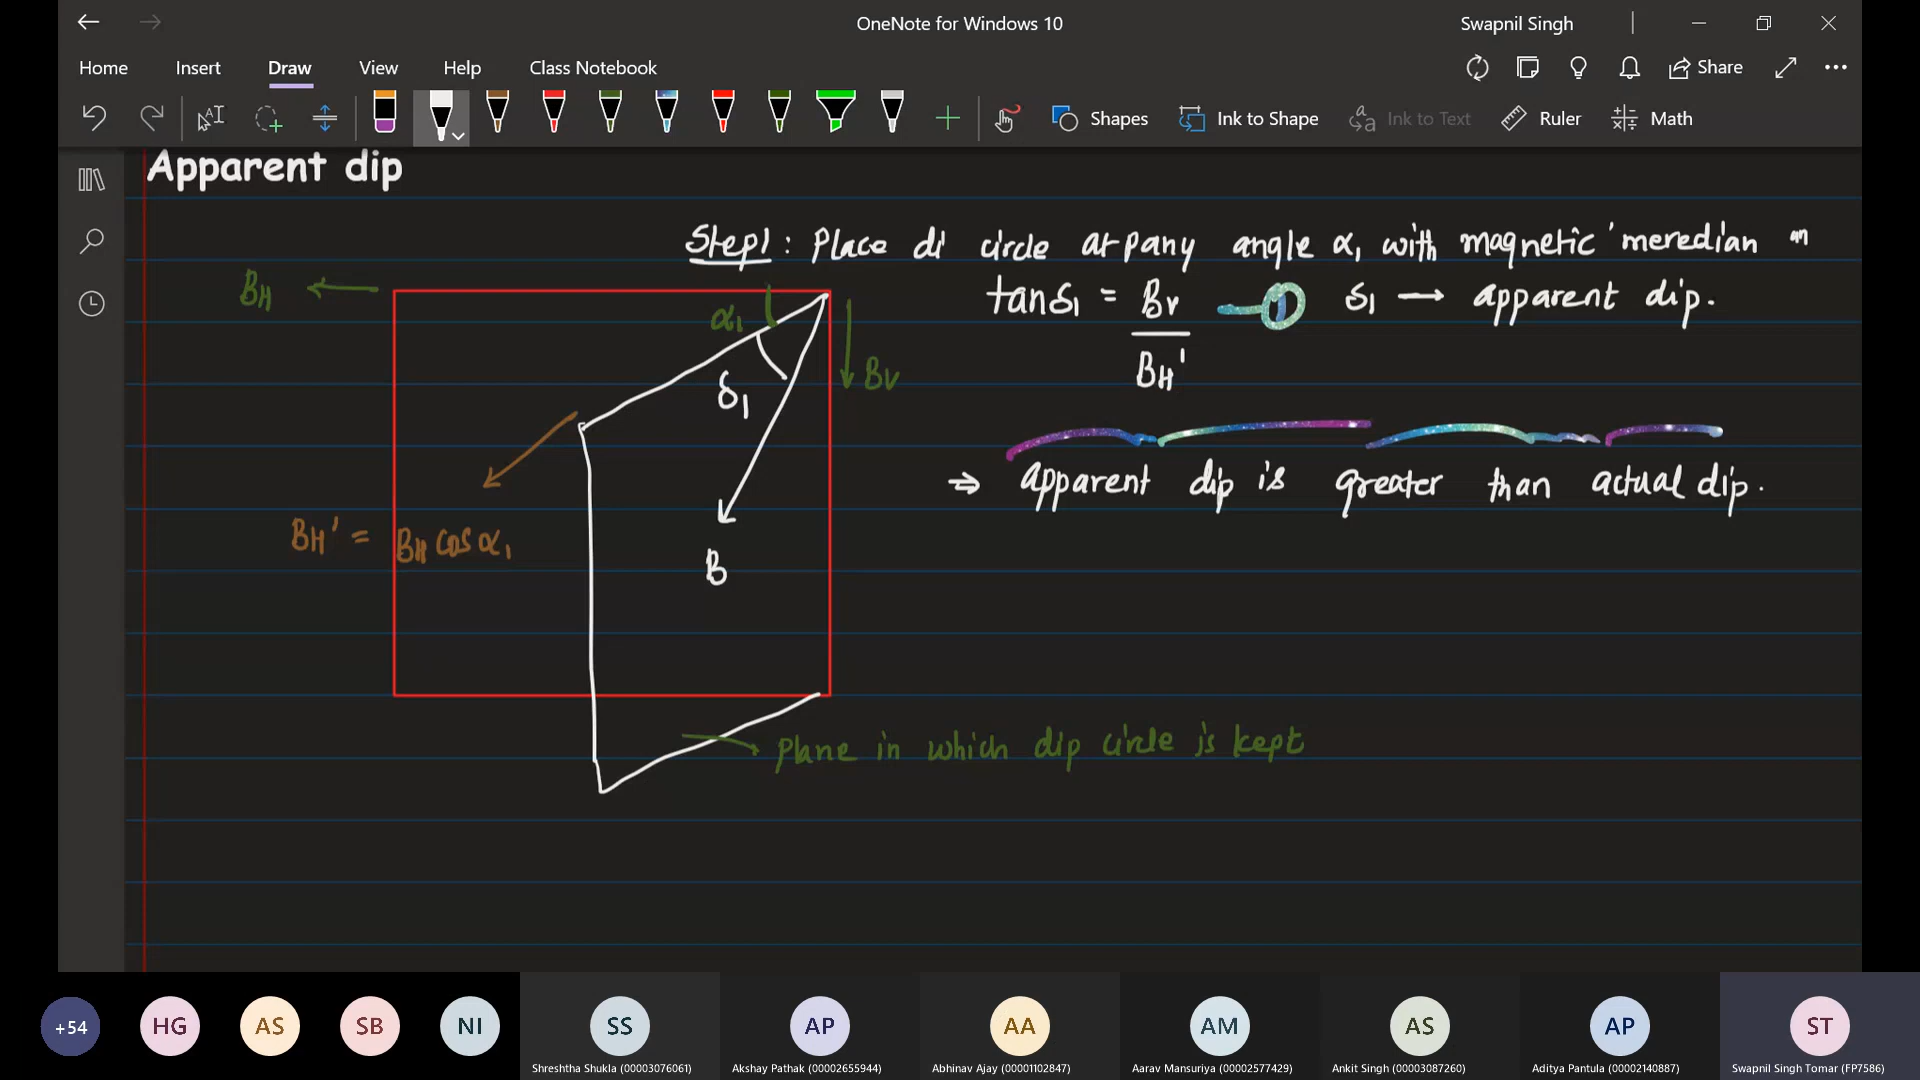 OneNote for Windows 10
Swapnil Singh
Home Insert Draw View Help Class Notebook
Share
Shapes Ink to Shape Ink to Text Ruler Math
Apparent dip
Step1 : Place di circle at pany angle α1 with magnetic meredian
tanδ1 = BV / BH' ① δ1 → apparent dip.
BH ←
α1
BV
δ1
⇒ apparent dip is greater than actual dip.
BH' = BH cos α1
B
plane in which dip circle is kept
+54 HG AS SB NI SS AP AA AM AS AP ST
Shreshtha Shukla (00003076061) Akshay Pathak (00002655944) Abhinav Ajay (00001102847) Aarav Mansuriya (00002577429) Ankit Singh (00003087260) Aditya Pantula (00002140887) Swapnil Singh Tomar (FP7586)